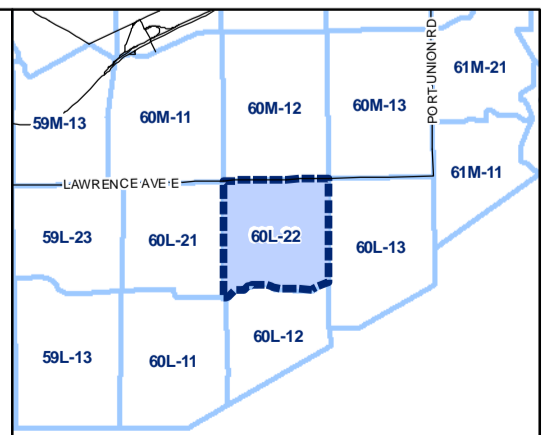 61M-21
PORT UNION RD
59M-13
60M-11
60M-12
60M-13
61M-11
LAWRENCE AVE E
59L-23
60L-21
60L-22
60L-13
59L-13
60L-11
60L-12